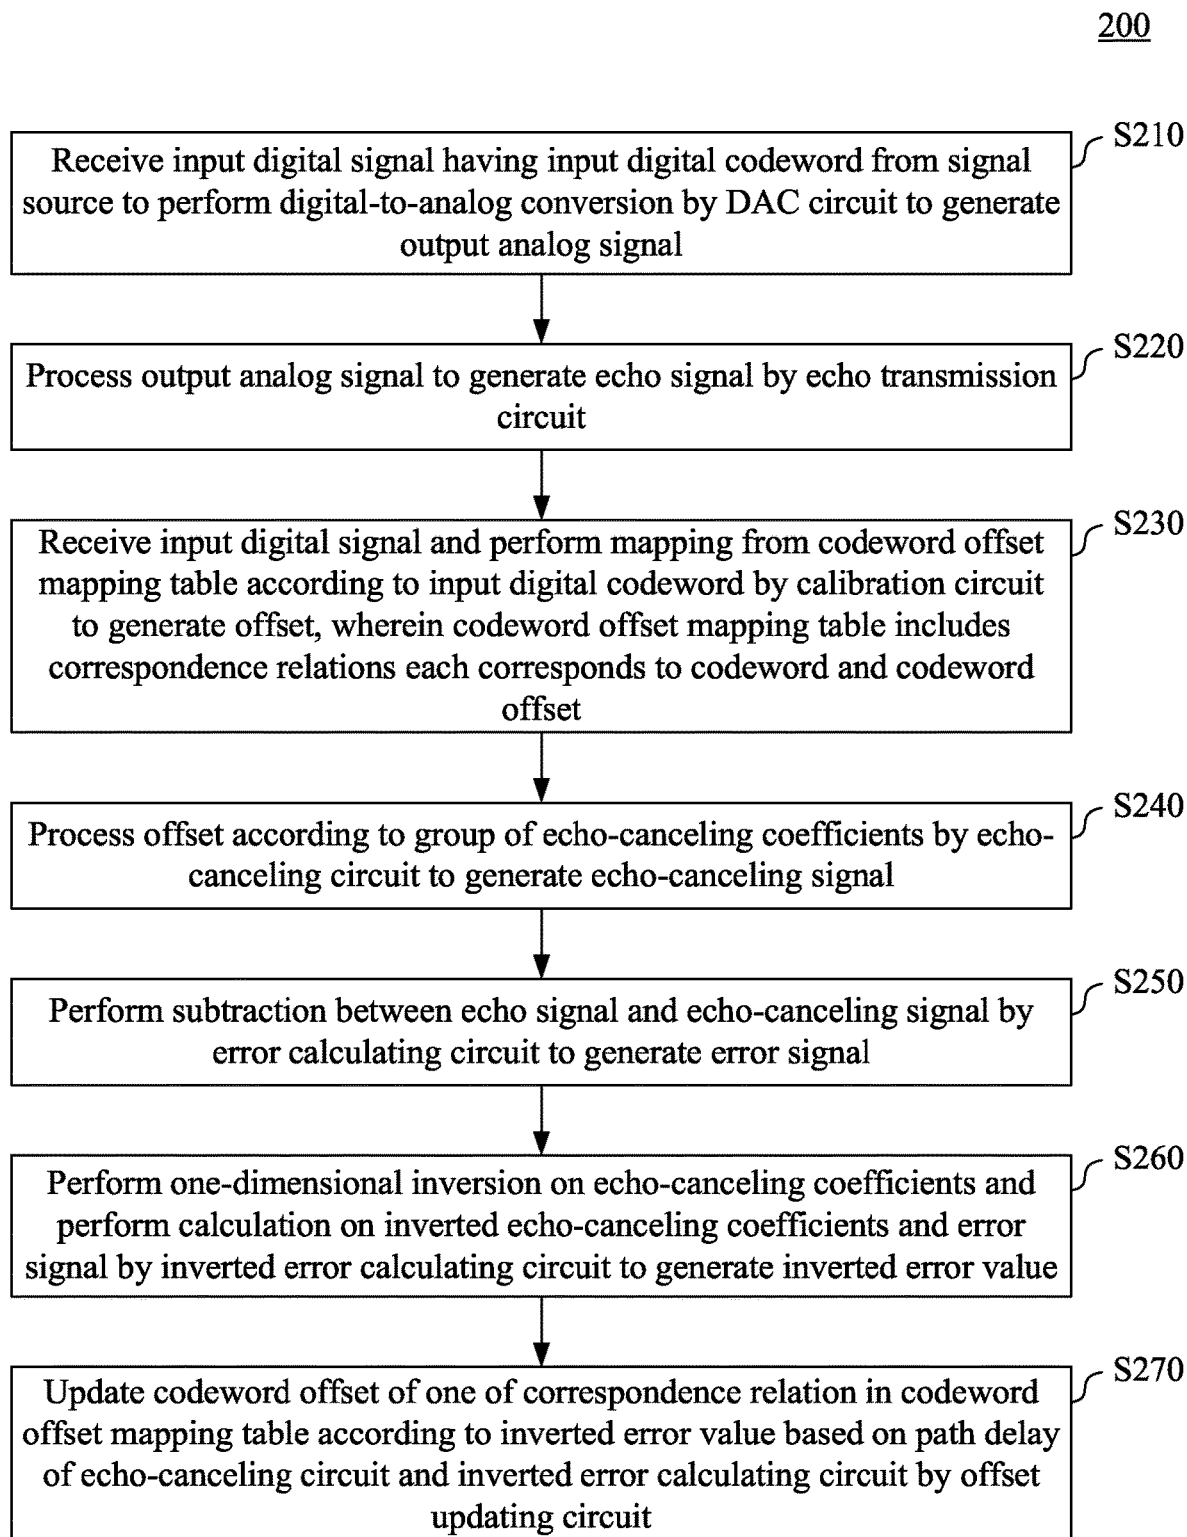 200
S210
Receive input digital signal having input digital codeword from signal
source to perform digital-to-analog conversion by DAC circuit to generate
output analog signal
S220
Process output analog signal to generate echo signal by echo transmission
circuit
S230
Receive input digital signal and perform mapping from codeword offset
mapping table according to input digital codeword by calibration circuit
to generate offset, wherein codeword offset mapping table includes
correspondence relations each corresponds to codeword and codeword
offset
S240
Process offset according to group of echo-canceling coefficients by echo-
canceling circuit to generate echo-canceling signal
S250
Perform subtraction between echo signal and echo-canceling signal by
error calculating circuit to generate error signal
S260
Perform one-dimensional inversion on echo-canceling coefficients and
perform calculation on inverted echo-canceling coefficients and error
signal by inverted error calculating circuit to generate inverted error value
S270
Update codeword offset of one of correspondence relation in codeword
offset mapping table according to inverted error value based on path delay
of echo-canceling circuit and inverted error calculating circuit by offset
updating circuit